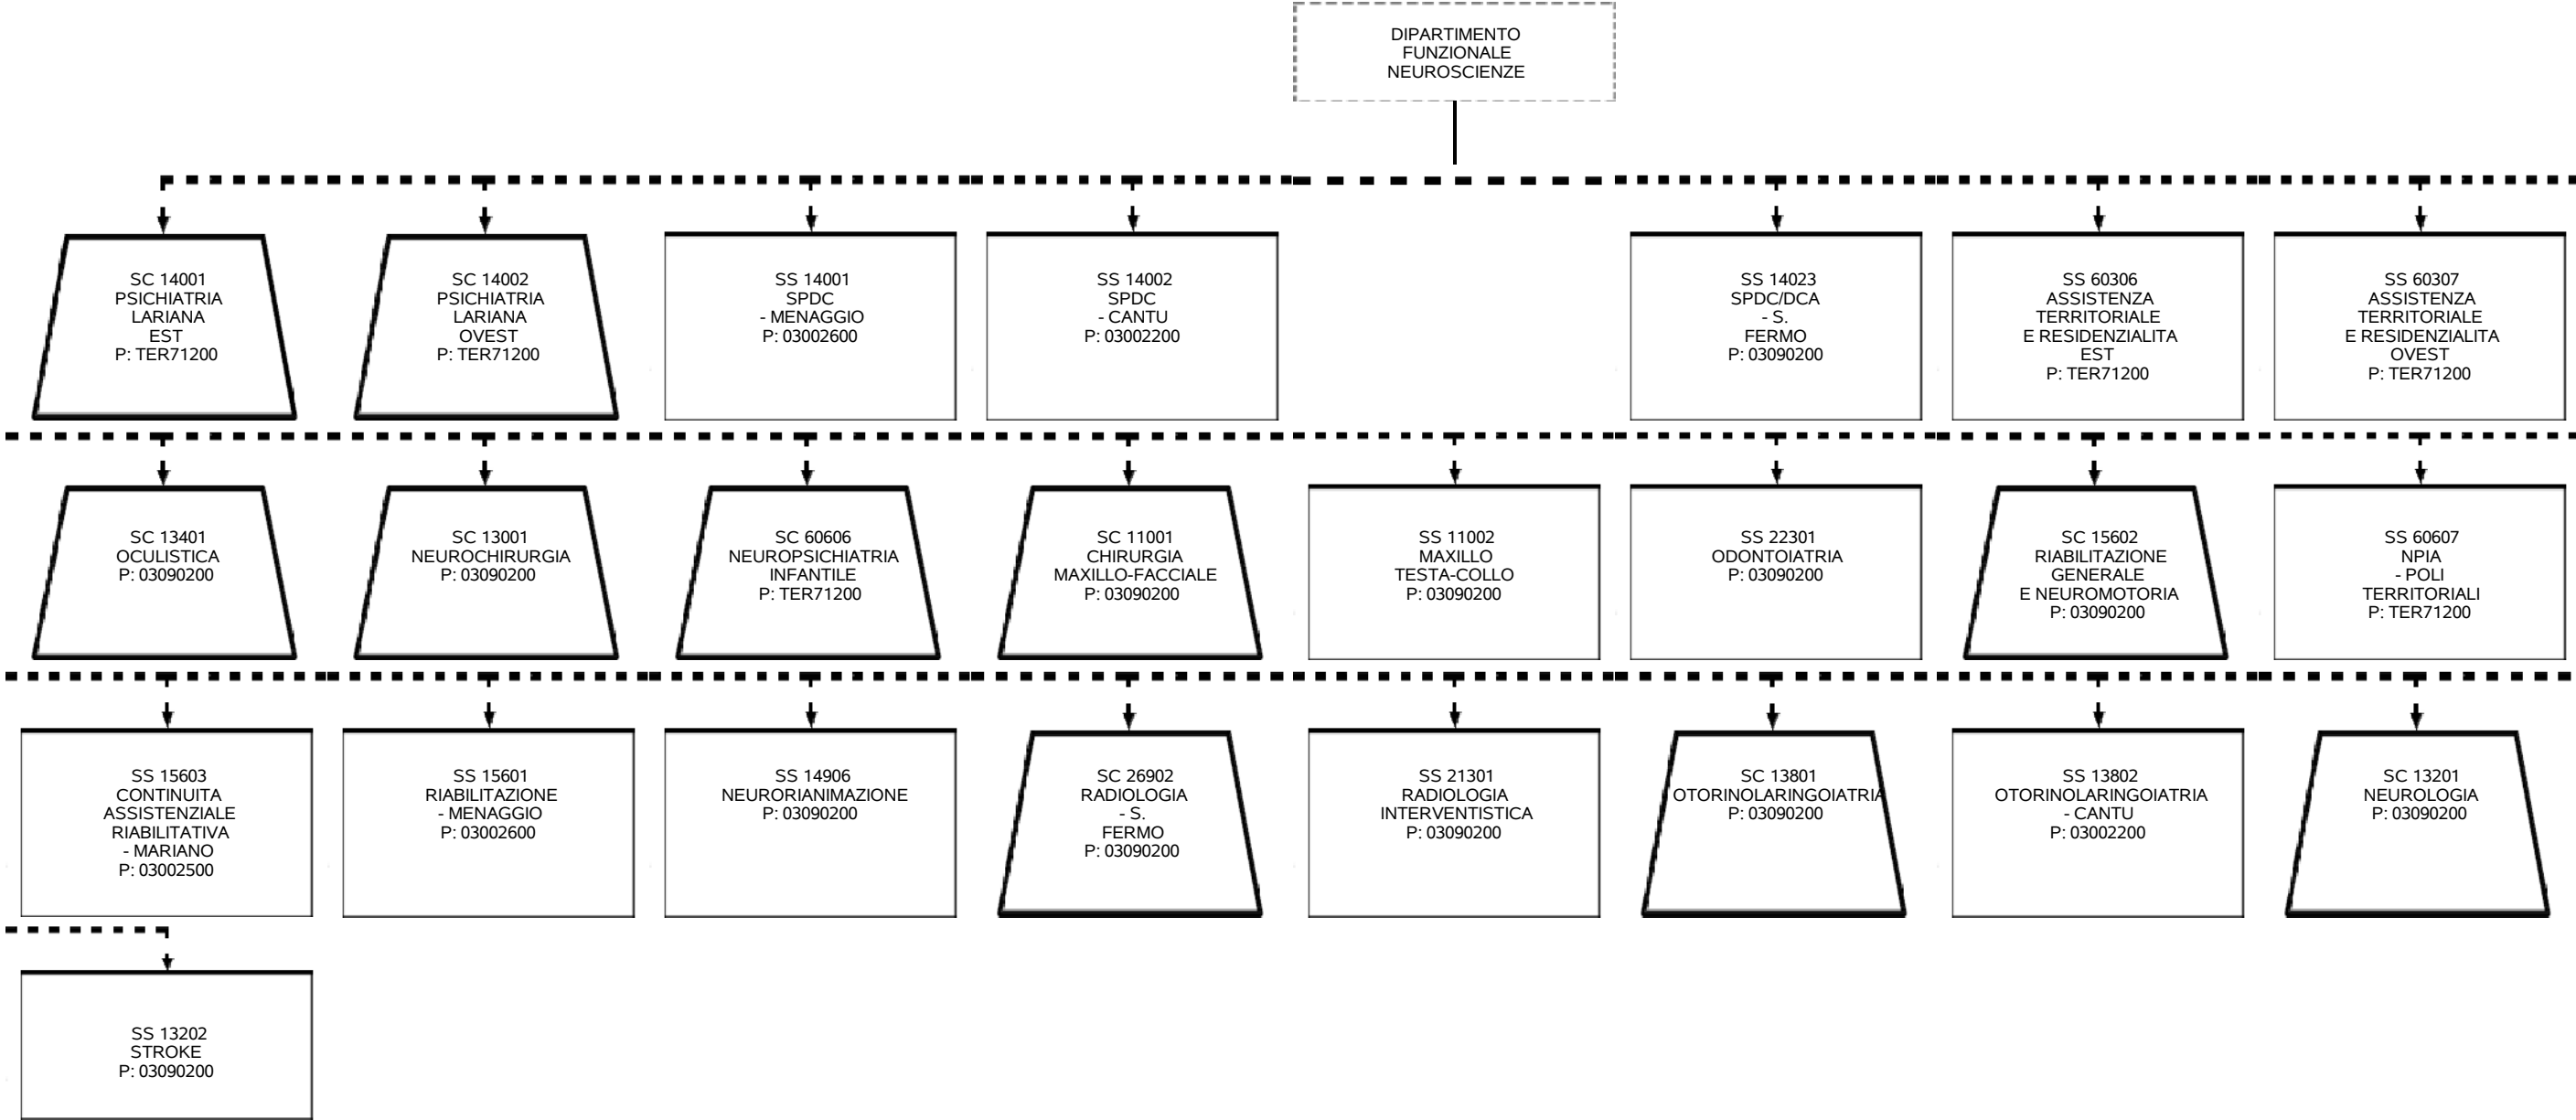 DIPARTIMENTO
FUNZIONALE
NEUROSCIENZE
SC 14001
PSICHIATRIA
LARIANA
EST
P: TER71200
SC 14002
PSICHIATRIA
LARIANA
OVEST
P: TER71200
SS 14001
SPDC
- MENAGGIO
P: 03002600
SS 14002
SPDC
- CANTU
P: 03002200
SS 14023
SPDC/DCA
- S.
FERMO
P: 03090200
SS 60306
ASSISTENZA
TERRITORIALE
E RESIDENZIALITA
EST
P: TER71200
SS 60307
ASSISTENZA
TERRITORIALE
E RESIDENZIALITA
OVEST
P: TER71200
SC 13401
OCULISTICA
P: 03090200
SC 13001
NEUROCHIRURGIA
P: 03090200
SC 60606
NEUROPSICHIATRIA
INFANTILE
P: TER71200
SC 11001
CHIRURGIA
MAXILLO-FACCIALE
P: 03090200
SS 11002
MAXILLO
TESTA-COLLO
P: 03090200
SS 22301
ODONTOIATRIA
P: 03090200
SC 15602
RIABILITAZIONE
GENERALE
E NEUROMOTORIA
P: 03090200
SS 60607
NPIA
- POLI
TERRITORIALI
P: TER71200
SS 15603
CONTINUITA
ASSISTENZIALE
RIABILITATIVA
- MARIANO
P: 03002500
SS 15601
RIABILITAZIONE
- MENAGGIO
P: 03002600
SS 14906
NEURORIANIMAZIONE
P: 03090200
SC 26902
RADIOLOGIA
- S.
FERMO
P: 03090200
SS 21301
RADIOLOGIA
INTERVENTISTICA
P: 03090200
SC 13801
OTORINOLARINGOIATRIA
P: 03090200
SS 13802
OTORINOLARINGOIATRIA
- CANTU
P: 03002200
SC 13201
NEUROLOGIA
P: 03090200
SS 13202
STROKE
P: 03090200